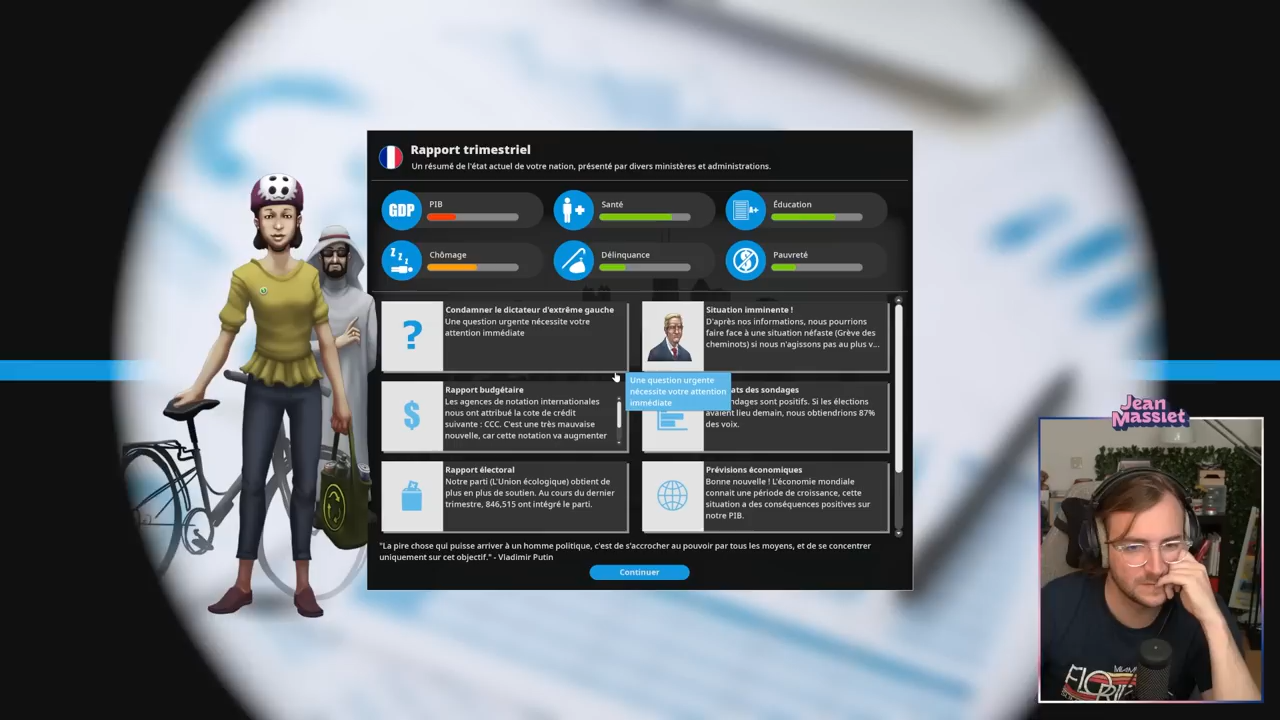 Rapport trimestriel
Un résumé de l'état actuel de votre nation, présenté par divers ministères et administrations.
GDP
PIB
Santé
Éducation
Chômage
Délinquance
Pauvreté
Condamner le dictateur d'extrême gauche
Une question urgente nécessite votre
attention immédiate
Situation imminente !
D'après nos informations, nous pourrions
faire face à une situation néfaste (Grève des
cheminots) si nous n'agissons pas au plus v...
Une question urgente
nécessite votre attention
immédiate
Rapport budgétaire
Les agences de notation internationales
nous ont attribué la cote de crédit
suivante : CCC. C'est une très mauvaise
nouvelle, car cette notation va augmenter
ats des sondages
ndages sont positifs. Si les élections
avaient lieu demain, nous obtiendrions 87%
des voix.
Rapport électoral
Notre parti (L'Union écologique) obtient de
plus en plus de soutien. Au cours du dernier
trimestre, 846,515 ont intégré le parti.
Prévisions économiques
Bonne nouvelle ! L'économie mondiale
connait une période de croissance, cette
situation a des conséquences positives sur
notre PIB.
"La pire chose qui puisse arriver à un homme politique, c'est de s'accrocher au pouvoir par tous les moyens, et de se concentrer
uniquement sur cet objectif." - Vladimir Putin
Continuer
Jean
Massiet